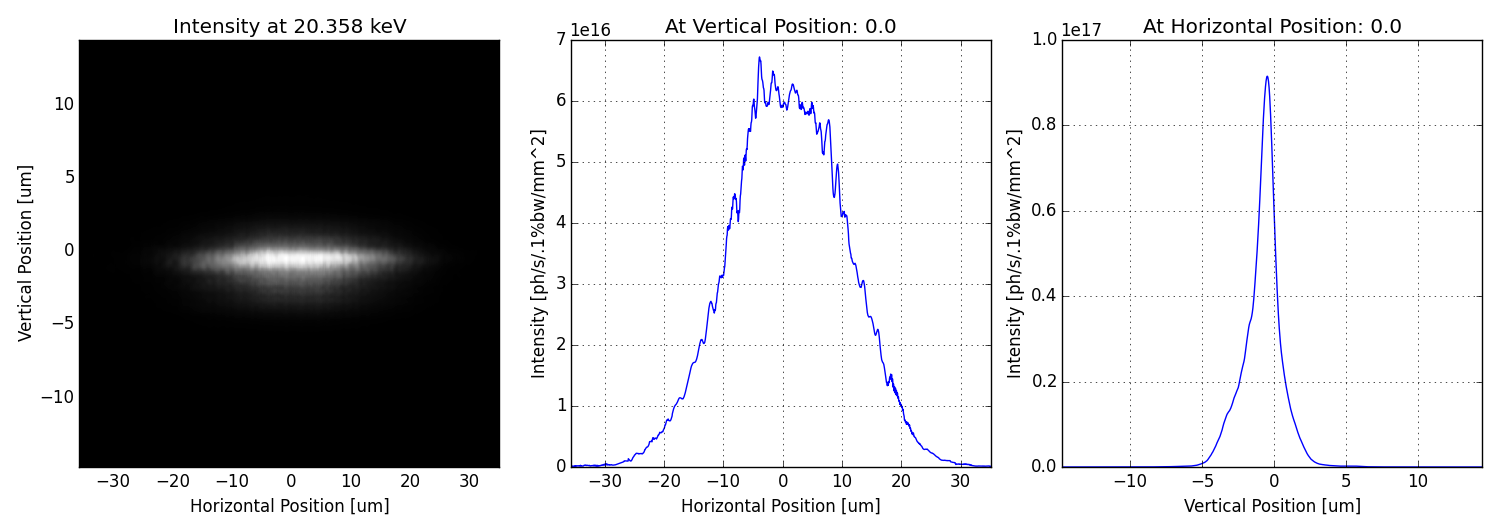 Intensity at 20.358 keV
10
5
0
−5
−10
Vertical Position [um]
−30 −20 −10 0 10 20 30
Horizontal Position [um]
At Vertical Position: 0.0
1e16
7
6
5
4
3
2
1
0
Intensity [ph/s/.1%bw/mm^2]
−30 −20 −10 0 10 20 30
Horizontal Position [um]
At Horizontal Position: 0.0
1e17
1.0
0.8
0.6
0.4
0.2
0.0
Intensity [ph/s/.1%bw/mm^2]
−10 −5 0 5 10
Vertical Position [um]